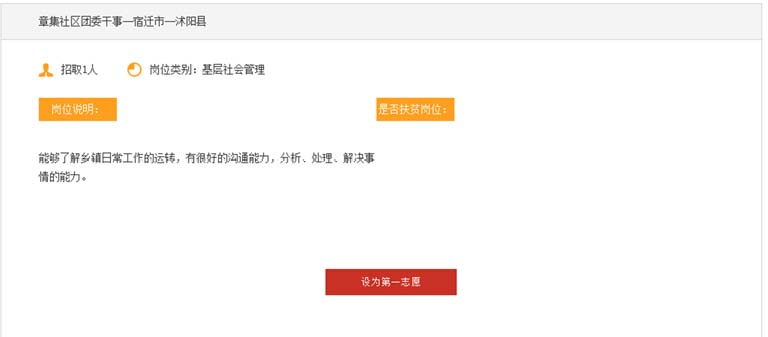 章集社区团委干事—宿迁市—沭阳县
招取1人 岗位类别：基层社会管理
岗位说明： 是否扶贫岗位：
能够了解乡镇日常工作的运转，有很好的沟通能力，分析、处理、解决事
情的能力。
设为第一志愿